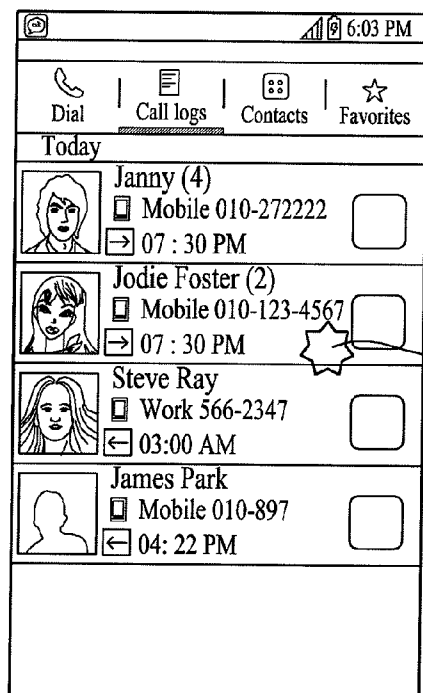 6:03 PM
Dial Call logs Contacts Favorites
Today
Janny (4)
Mobile 010-272222
07 : 30 PM
Jodie Foster (2)
Mobile 010-123-4567
07 : 30 PM
Steve Ray
Work 566-2347
03:00 AM
James Park
Mobile 010-897
04: 22 PM